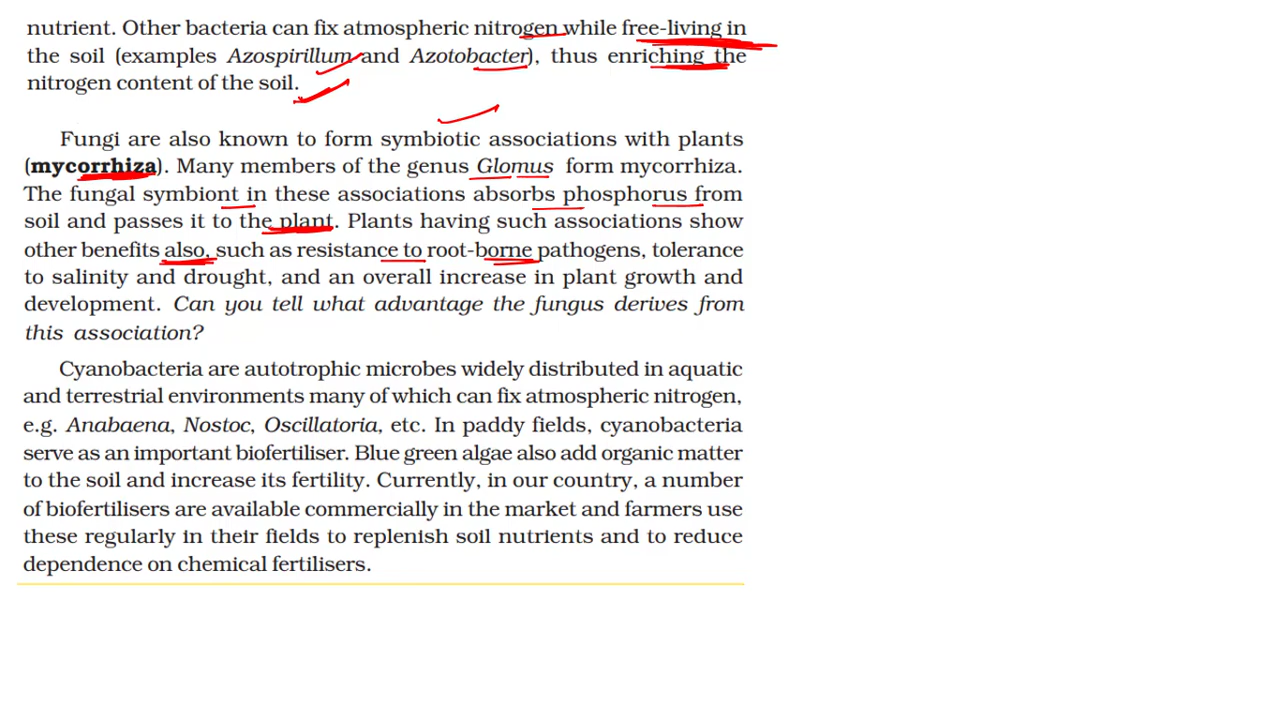 nutrient. Other bacteria can fix atmospheric nitrogen while free-living in
the soil (examples Azospirillum and Azotobacter), thus enriching the
nitrogen content of the soil.
Fungi are also known to form symbiotic associations with plants
(mycorrhiza). Many members of the genus Glomus form mycorrhiza.
The fungal symbiont in these associations absorbs phosphorus from
soil and passes it to the plant. Plants having such associations show
other benefits also, such as resistance to root-borne pathogens, tolerance
to salinity and drought, and an overall increase in plant growth and
development. Can you tell what advantage the fungus derives from
this association?
Cyanobacteria are autotrophic microbes widely distributed in aquatic
and terrestrial environments many of which can fix atmospheric nitrogen,
e.g. Anabaena, Nostoc, Oscillatoria, etc. In paddy fields, cyanobacteria
serve as an important biofertiliser. Blue green algae also add organic matter
to the soil and increase its fertility. Currently, in our country, a number
of biofertilisers are available commercially in the market and farmers use
these regularly in their fields to replenish soil nutrients and to reduce
dependence on chemical fertilisers.